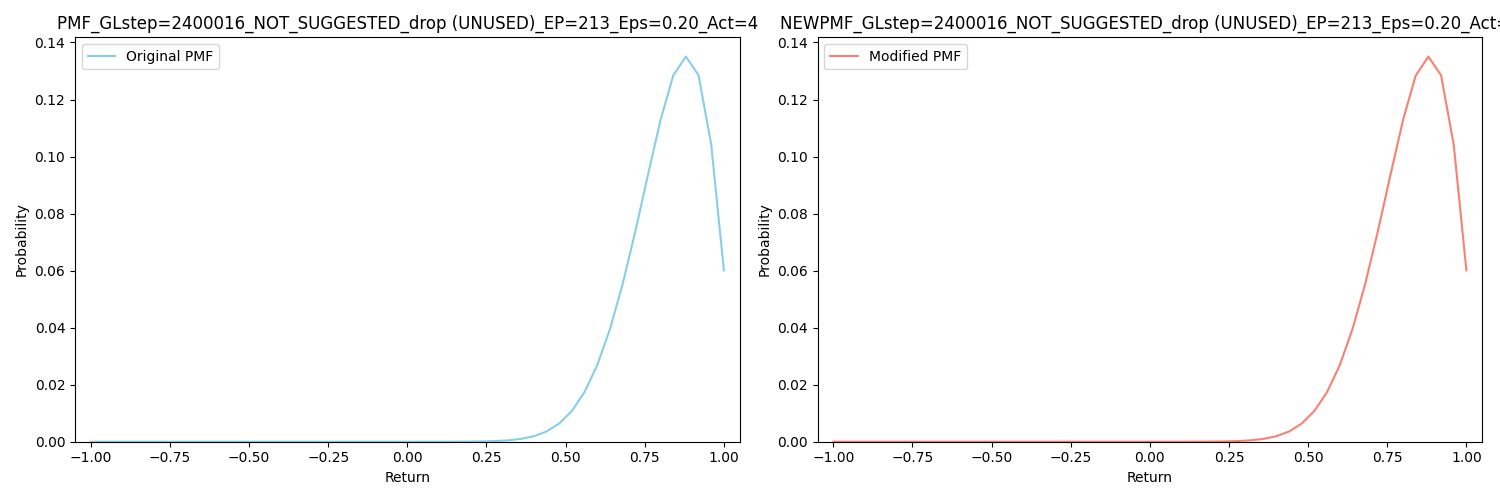 PMF_GLstep=2400016_NOT_SUGGESTED_drop (UNUSED)_EP=213_Eps=0.20_Act=4
Original PMF
Probability
0.14
0.12
0.10
0.08
0.06
0.04
0.02
0.00
−1.00 −0.75 −0.50 −0.25 0.00 0.25 0.50 0.75 1.00
Return
NEWPMF_GLstep=2400016_NOT_SUGGESTED_drop (UNUSED)_EP=213_Eps=0.20_Act=
Modified PMF
Probability
0.14
0.12
0.10
0.08
0.06
0.04
0.02
0.00
−1.00 −0.75 −0.50 −0.25 0.00 0.25 0.50 0.75 1.00
Return